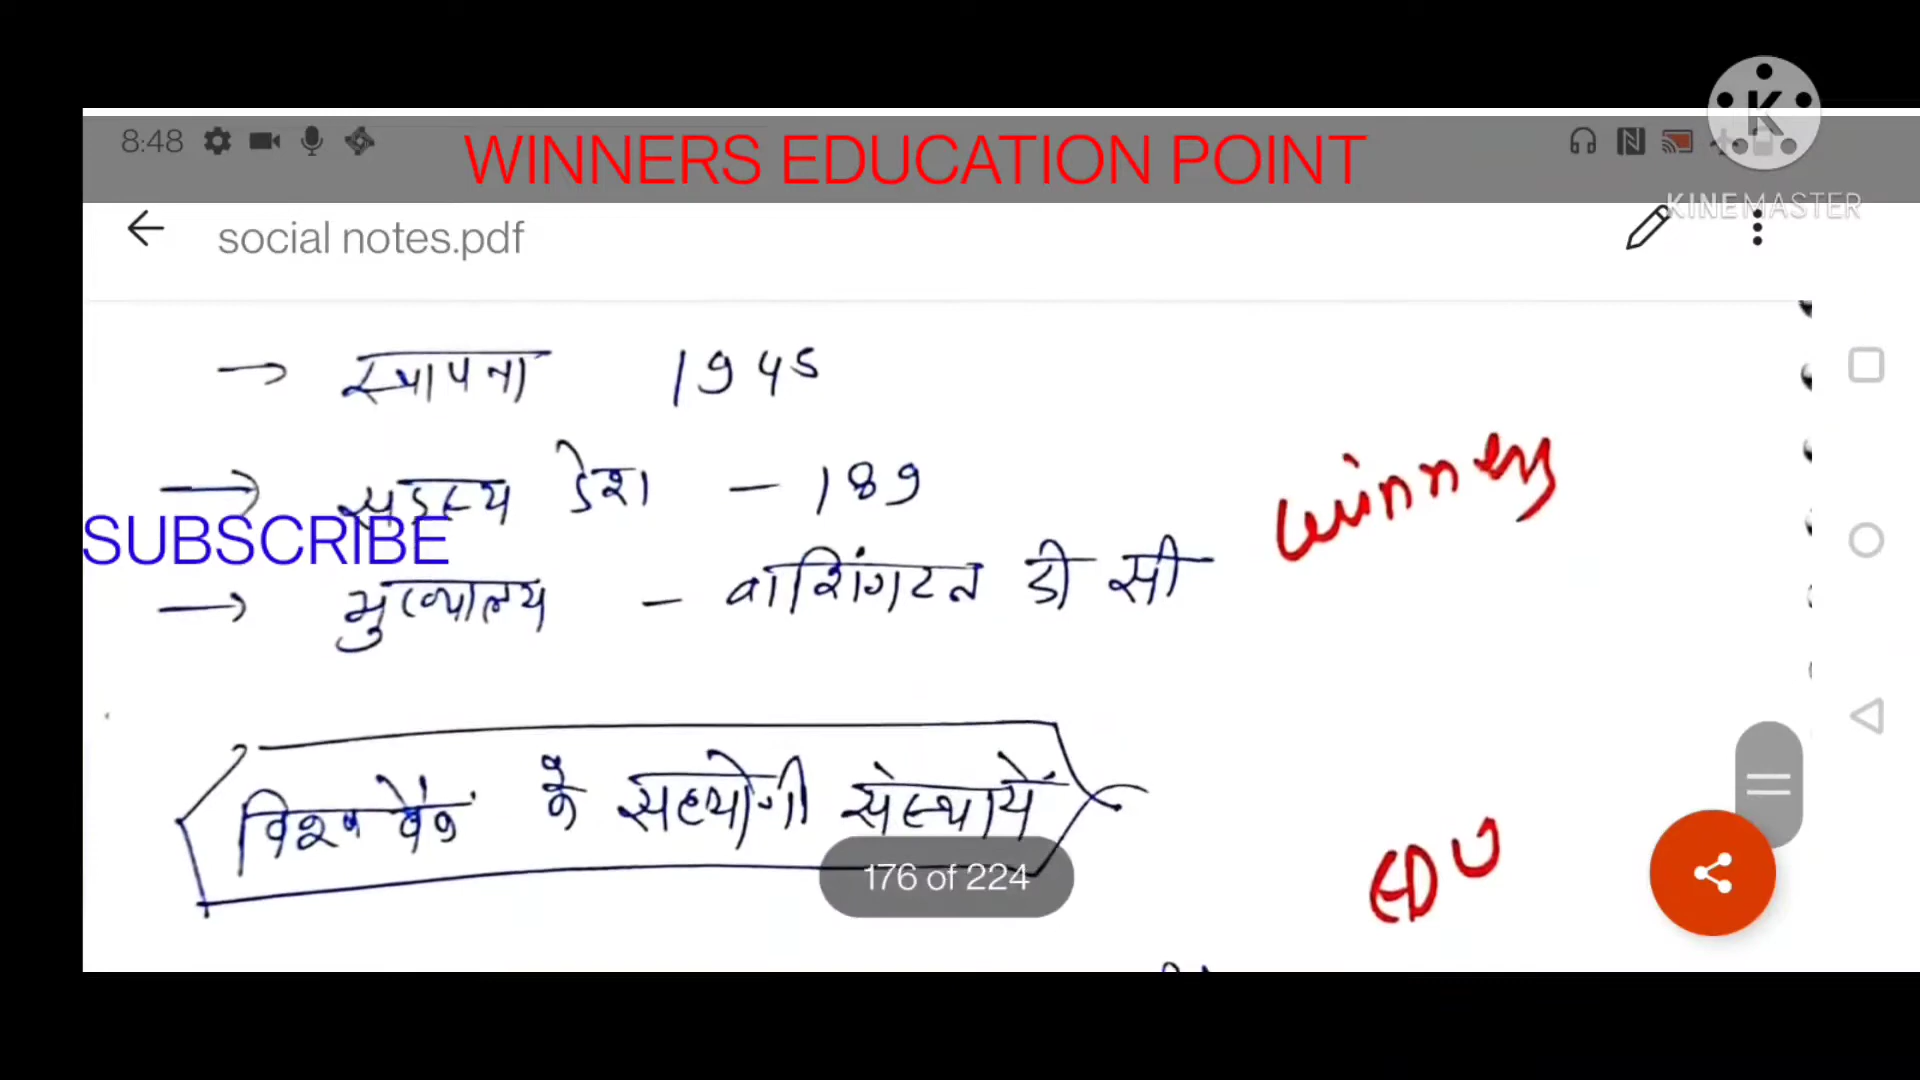 8:48
WINNERS EDUCATION POINT
KINEMASTER
social notes.pdf
→ स्थापना 1945
→ सदस्य देश - 189
winners
SUBSCRIBE
→ मुख्यालय - वाशिंगटन डी सी
विश्व बैंक के सहयोगी संस्थायें
EDU
176 of 224